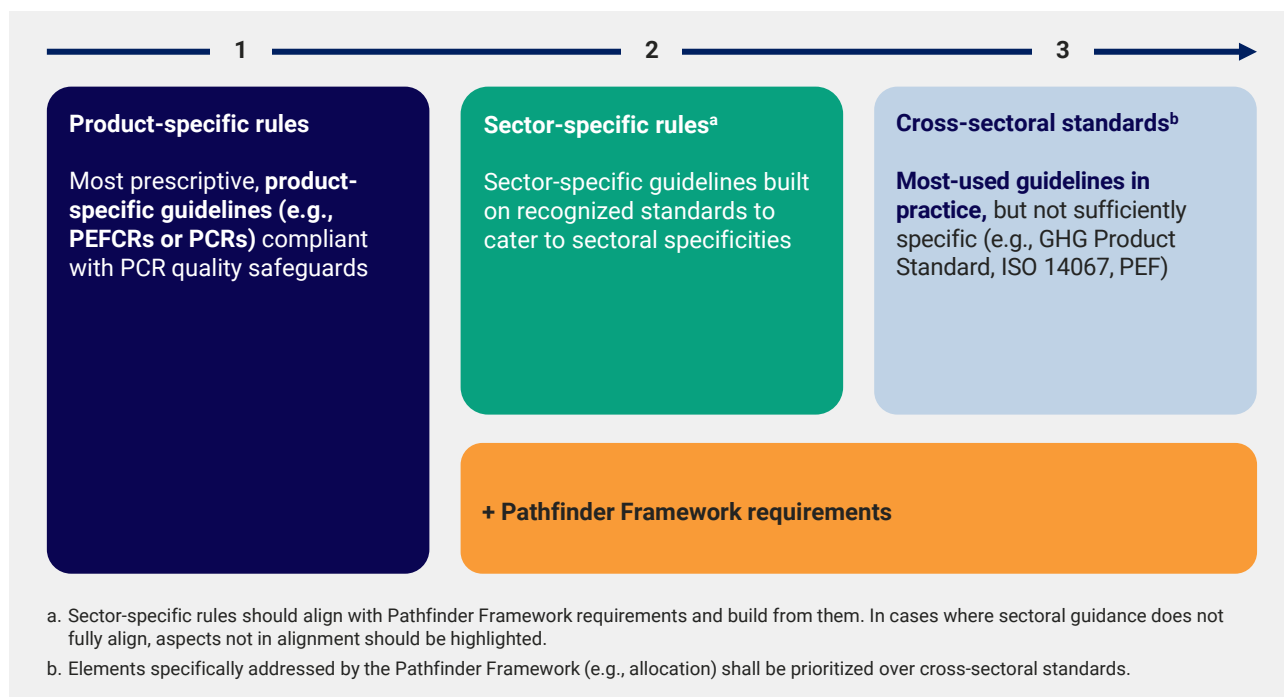 1
2
3
Product-specific rules
Most prescriptive, product-
specific guidelines (e.g.,
PEFCRs or PCRs) compliant
with PCR quality safeguards
Sector-specific rulesᵃ
Sector-specific guidelines built
on recognized standards to
cater to sectoral specificities
Cross-sectoral standardsᵇ
Most-used guidelines in
practice, but not sufficiently
specific (e.g., GHG Product
Standard, ISO 14067, PEF)
+ Pathfinder Framework requirements
a. Sector-specific rules should align with Pathfinder Framework requirements and build from them. In cases where sectoral guidance does not
fully align, aspects not in alignment should be highlighted.
b. Elements specifically addressed by the Pathfinder Framework (e.g., allocation) shall be prioritized over cross-sectoral standards.